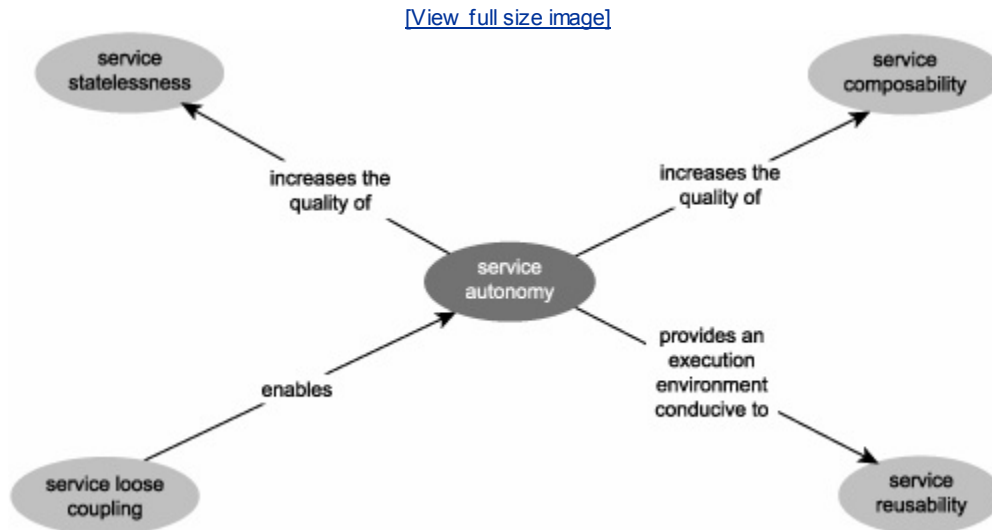 [View full size image]
service
statelessness
service
composability
increases the
quality of
increases the
quality of
service
autonomy
provides an
execution
environment
conducive to
enables
service loose
coupling
service
reusability